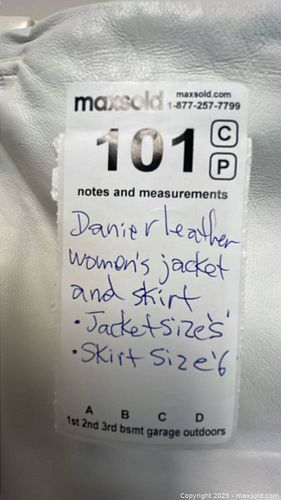 maxsold maxsold.com
1-877-257-7799
101 C
P
notes and measurements
Danier leather
women's jacket
and skirt
• Jacket size 's'
• Skirt size '6
A B C D
1st 2nd 3rd bsmt garage outdoors
Copyright 2025 - maxsold.com